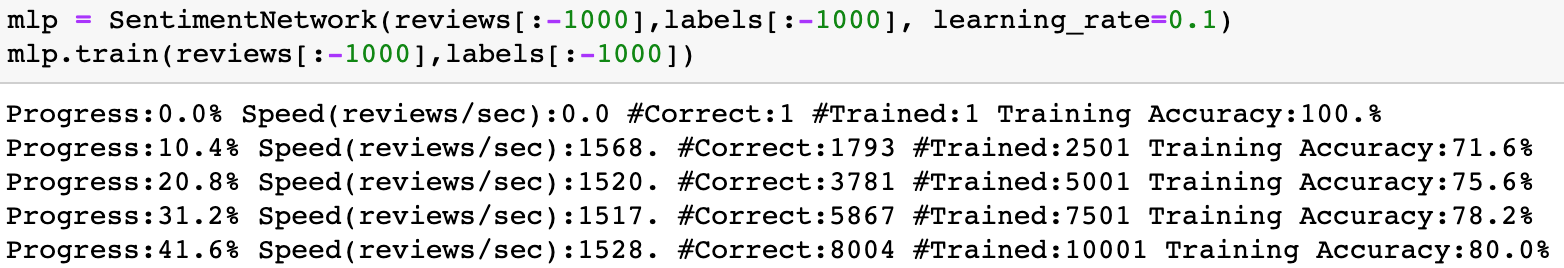 mlp = SentimentNetwork(reviews[:-1000],labels[:-1000], learning_rate=0.1)
mlp.train(reviews[:-1000],labels[:-1000])
Progress:0.0% Speed(reviews/sec):0.0 #Correct:1 #Trained:1 Training Accuracy:100.%
Progress:10.4% Speed(reviews/sec):1568. #Correct:1793 #Trained:2501 Training Accuracy:71.6%
Progress:20.8% Speed(reviews/sec):1520. #Correct:3781 #Trained:5001 Training Accuracy:75.6%
Progress:31.2% Speed(reviews/sec):1517. #Correct:5867 #Trained:7501 Training Accuracy:78.2%
Progress:41.6% Speed(reviews/sec):1528. #Correct:8004 #Trained:10001 Training Accuracy:80.0%